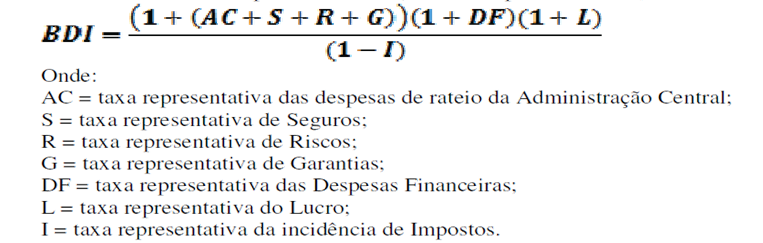 BDI = (1 + (AC + S + R + G))(1 + DF)(1 + L)
(1 − I)
Onde:
AC = taxa representativa das despesas de rateio da Administração Central;
S = taxa representativa de Seguros;
R = taxa representativa de Riscos;
G = taxa representativa de Garantias;
DF = taxa representativa das Despesas Financeiras;
L = taxa representativa do Lucro;
I = taxa representativa da incidência de Impostos.